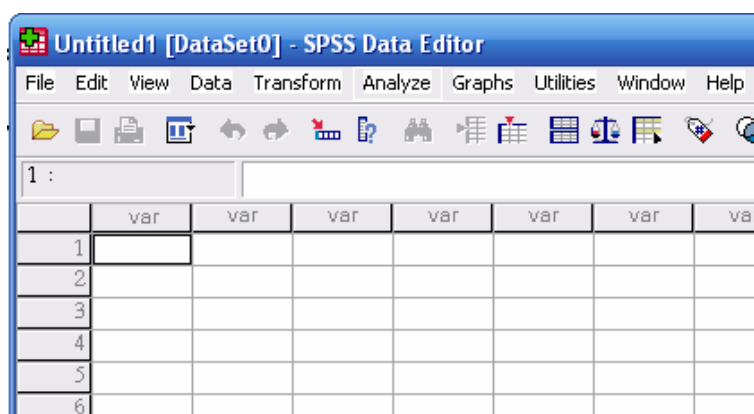 Untitled1 [DataSet0] - SPSS Data Editor
File Edit View Data Transform Analyze Graphs Utilities Window Help
1 :
var var var var var var va
1
2
3
4
5
6